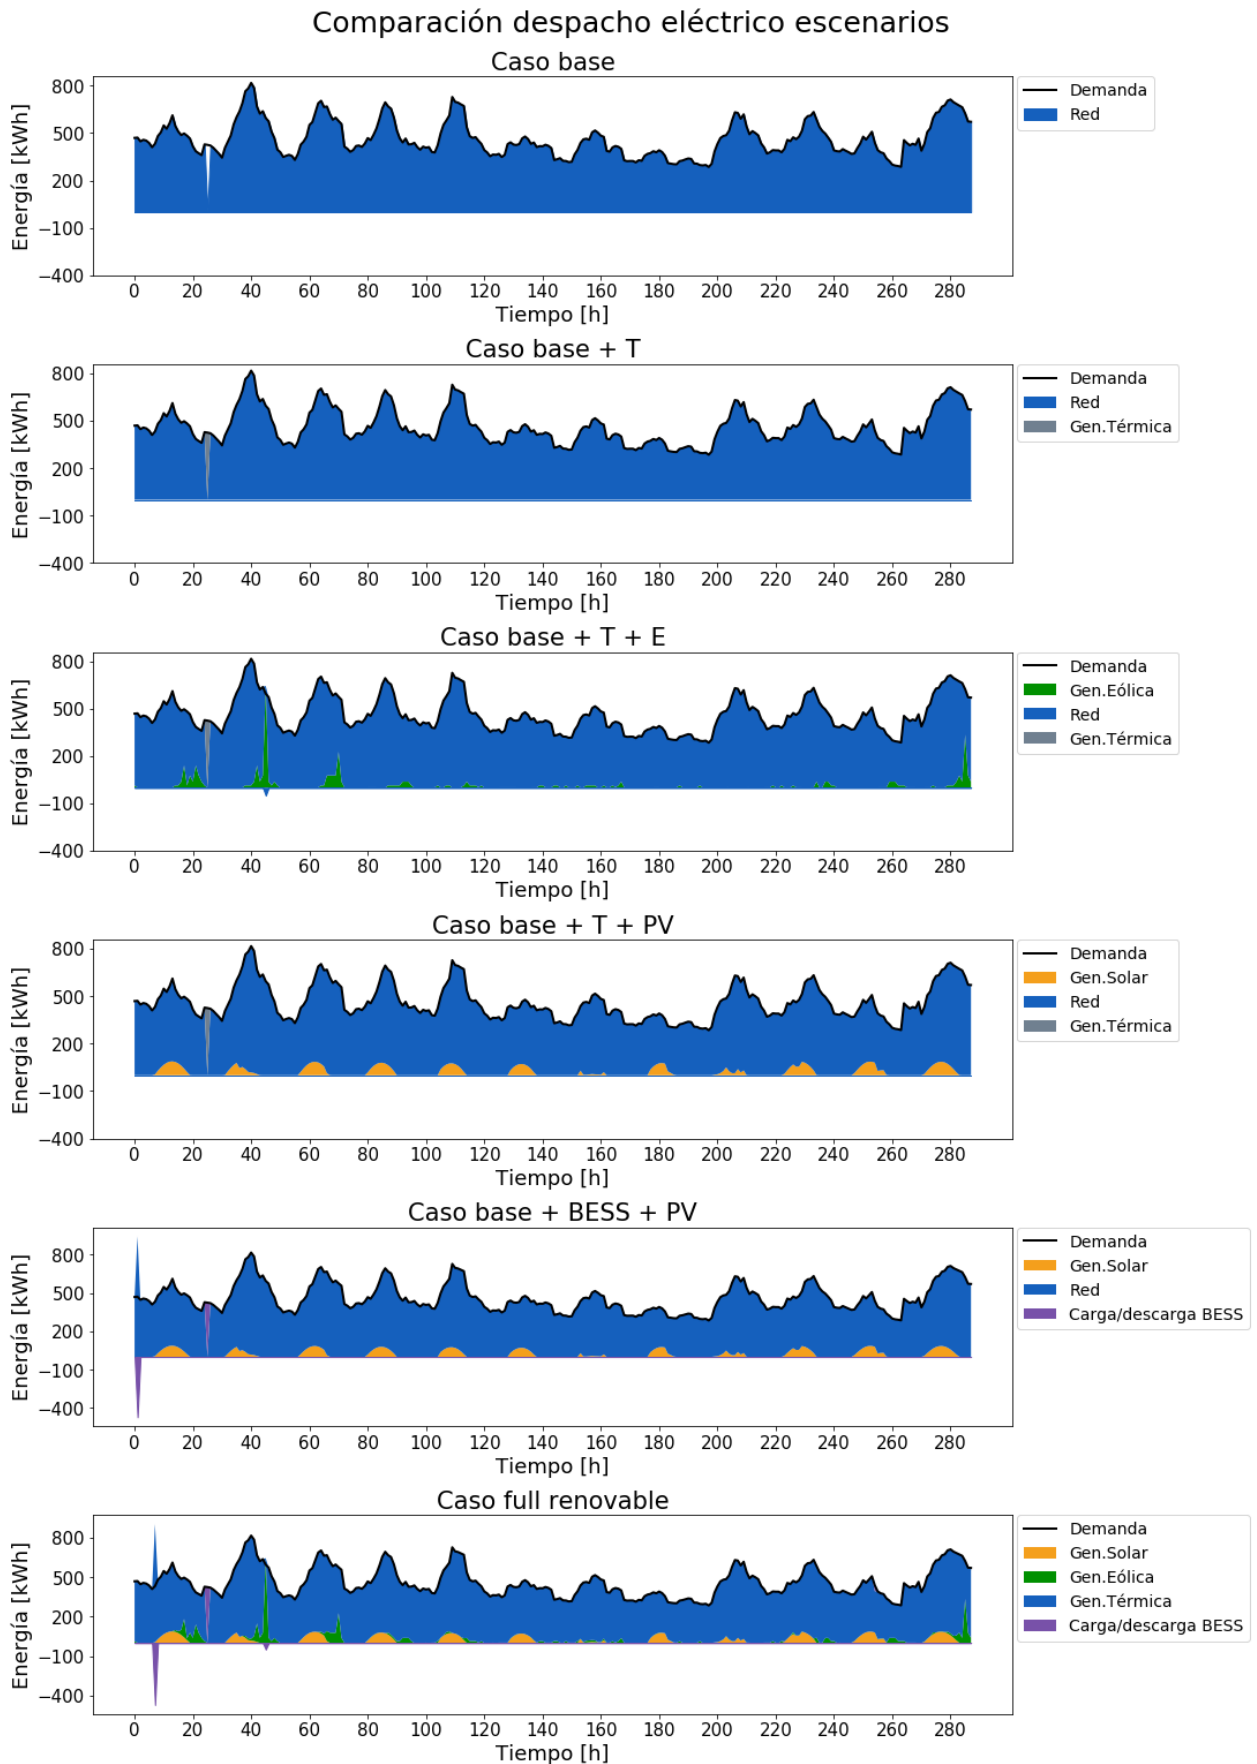 Comparación despacho eléctrico escenarios
Caso base
Energía [kWh]
800
500
200
−100
−400
0 20 40 60 80 100 120 140 160 180 200 220 240 260 280
Tiempo [h]
Demanda
Red
Caso base + T
Energía [kWh]
800
500
200
−100
−400
0 20 40 60 80 100 120 140 160 180 200 220 240 260 280
Tiempo [h]
Demanda
Red
Gen.Térmica
Caso base + T + E
Energía [kWh]
800
500
200
−100
−400
0 20 40 60 80 100 120 140 160 180 200 220 240 260 280
Tiempo [h]
Demanda
Gen.Eólica
Red
Gen.Térmica
Caso base + T + PV
Energía [kWh]
800
500
200
−100
−400
0 20 40 60 80 100 120 140 160 180 200 220 240 260 280
Tiempo [h]
Demanda
Gen.Solar
Red
Gen.Térmica
Caso base + BESS + PV
Energía [kWh]
800
500
200
−100
−400
0 20 40 60 80 100 120 140 160 180 200 220 240 260 280
Tiempo [h]
Demanda
Gen.Solar
Red
Carga/descarga BESS
Caso full renovable
Energía [kWh]
800
500
200
−100
−400
0 20 40 60 80 100 120 140 160 180 200 220 240 260 280
Tiempo [h]
Demanda
Gen.Solar
Gen.Eólica
Gen.Térmica
Carga/descarga BESS